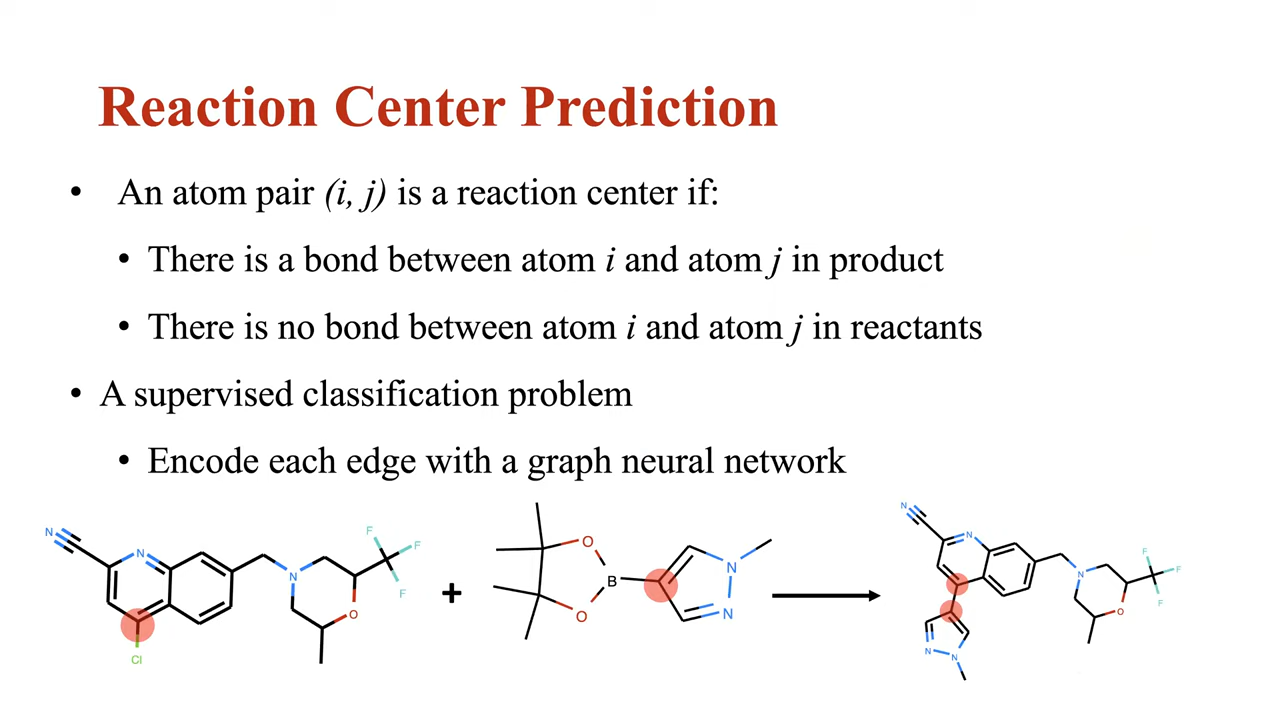 Reaction Center Prediction
• An atom pair (i, j) is a reaction center if:
• There is a bond between atom i and atom j in product
• There is no bond between atom i and atom j in reactants
• A supervised classification problem
• Encode each edge with a graph neural network
N N Cl N O F F F
+
O O B N N
N N N N N O F F F